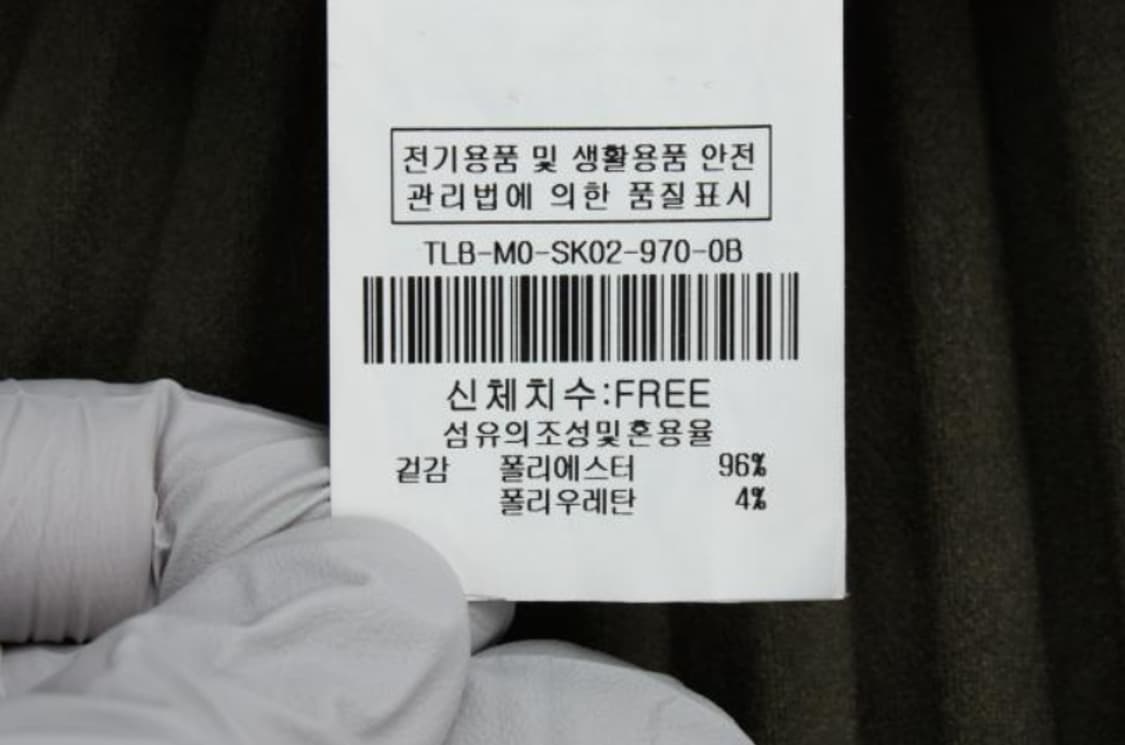 전기용품 및 생활용품 안전
관리법에 의한 품질표시
TLB-MO-SK02-970-0B
신체치수:FREE
섬유의조성및혼용율
겉감 폴리에스터 96%
폴리우레탄 4%